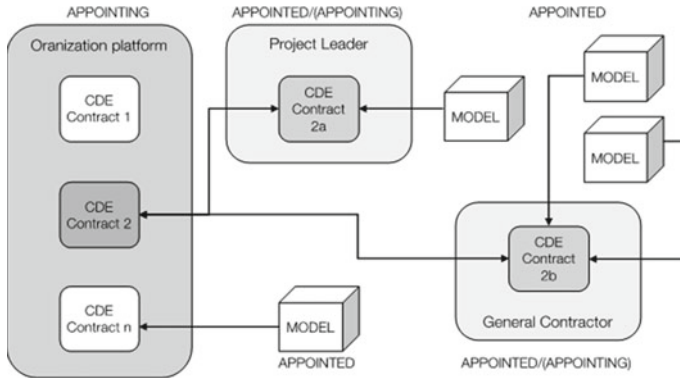 APPOINTING
APPOINTED/(APPOINTING)
APPOINTED
Oranization platform
Project Leader
CDE
Contract 1
CDE
Contract
2a
MODEL
MODEL
MODEL
CDE
Contract 2
CDE
Contract
2b
CDE
Contract n
MODEL
General Contractor
APPOINTED
APPOINTED/(APPOINTING)